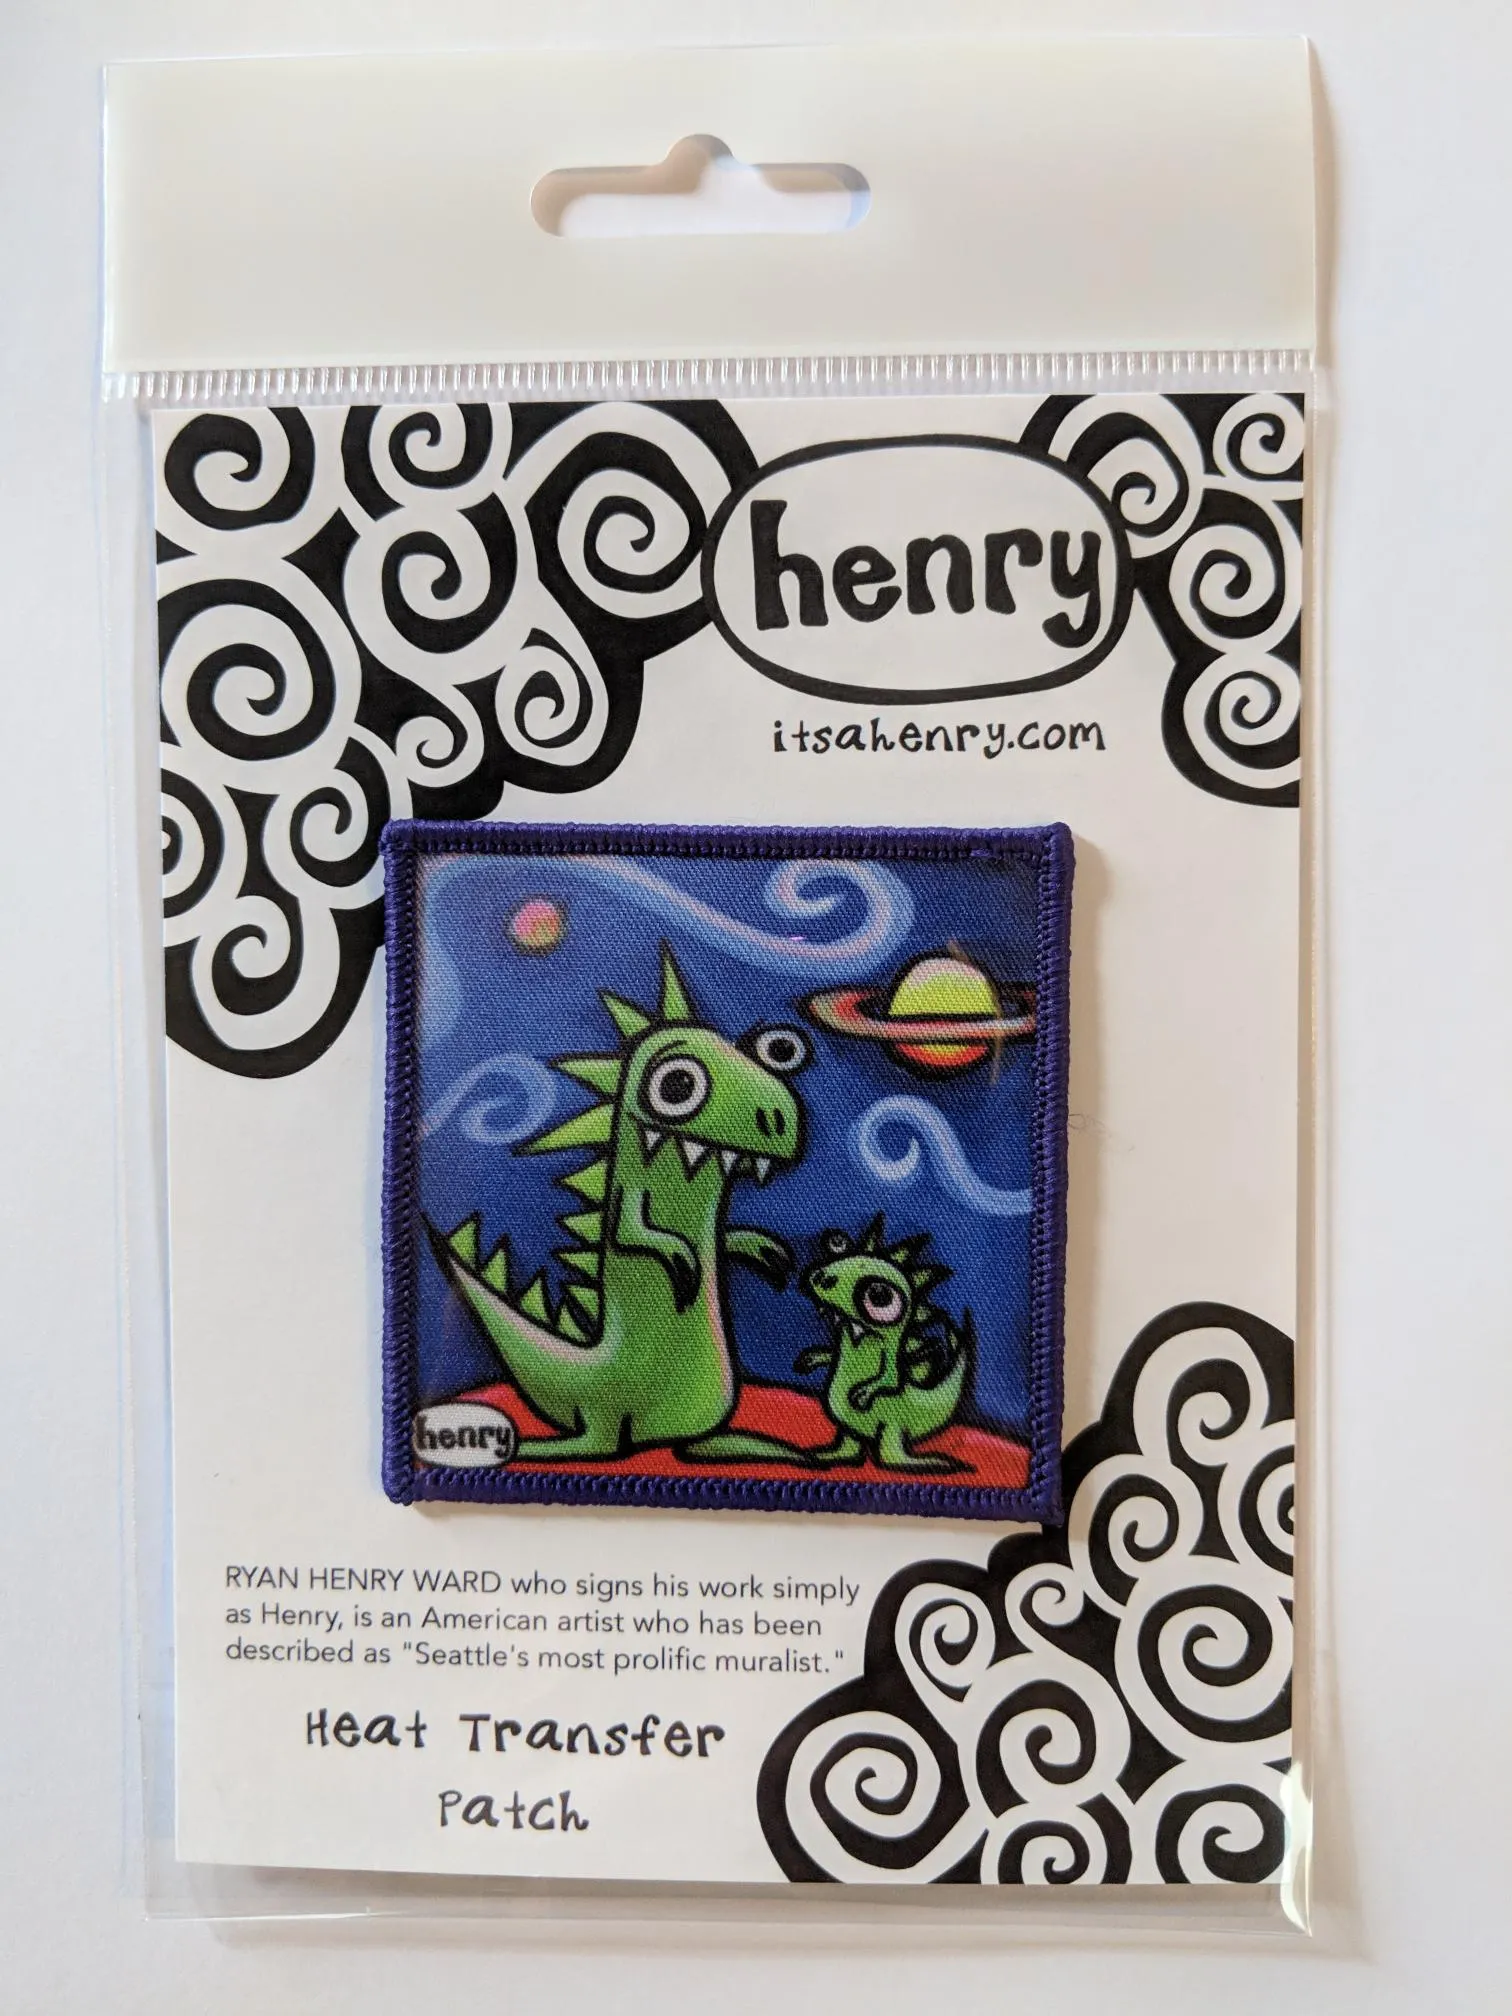 henry
itsahenry.com
henry
RYAN HENRY WARD who signs his work simply
as Henry, is an American artist who has been
described as "Seattle's most prolific muralist."
Heat Transfer
Patch